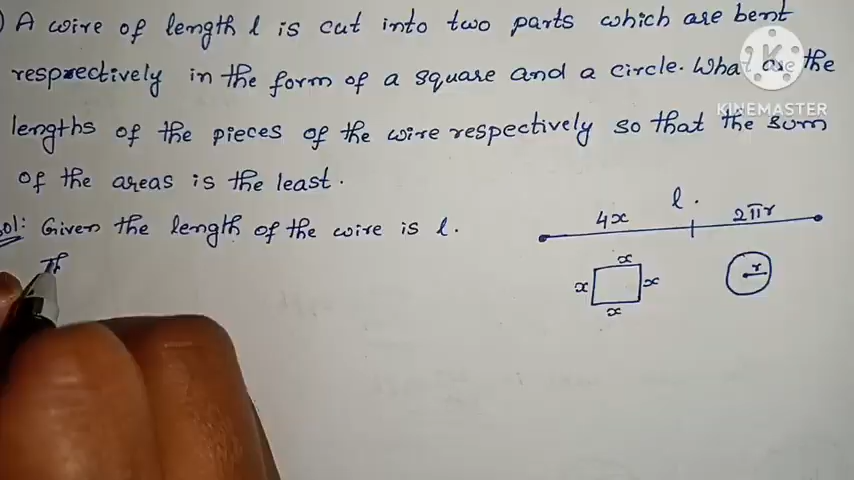 ) A wire of length l is cut into two parts which are bent
respectively in the form of a square and a circle. What are the
KINEMASTER
lengths of the pieces of the wire respectively so that the sum
of the areas is the least.
Sol: Given the length of the wire is l.
l.
4x 2πr
x
x x
x
r